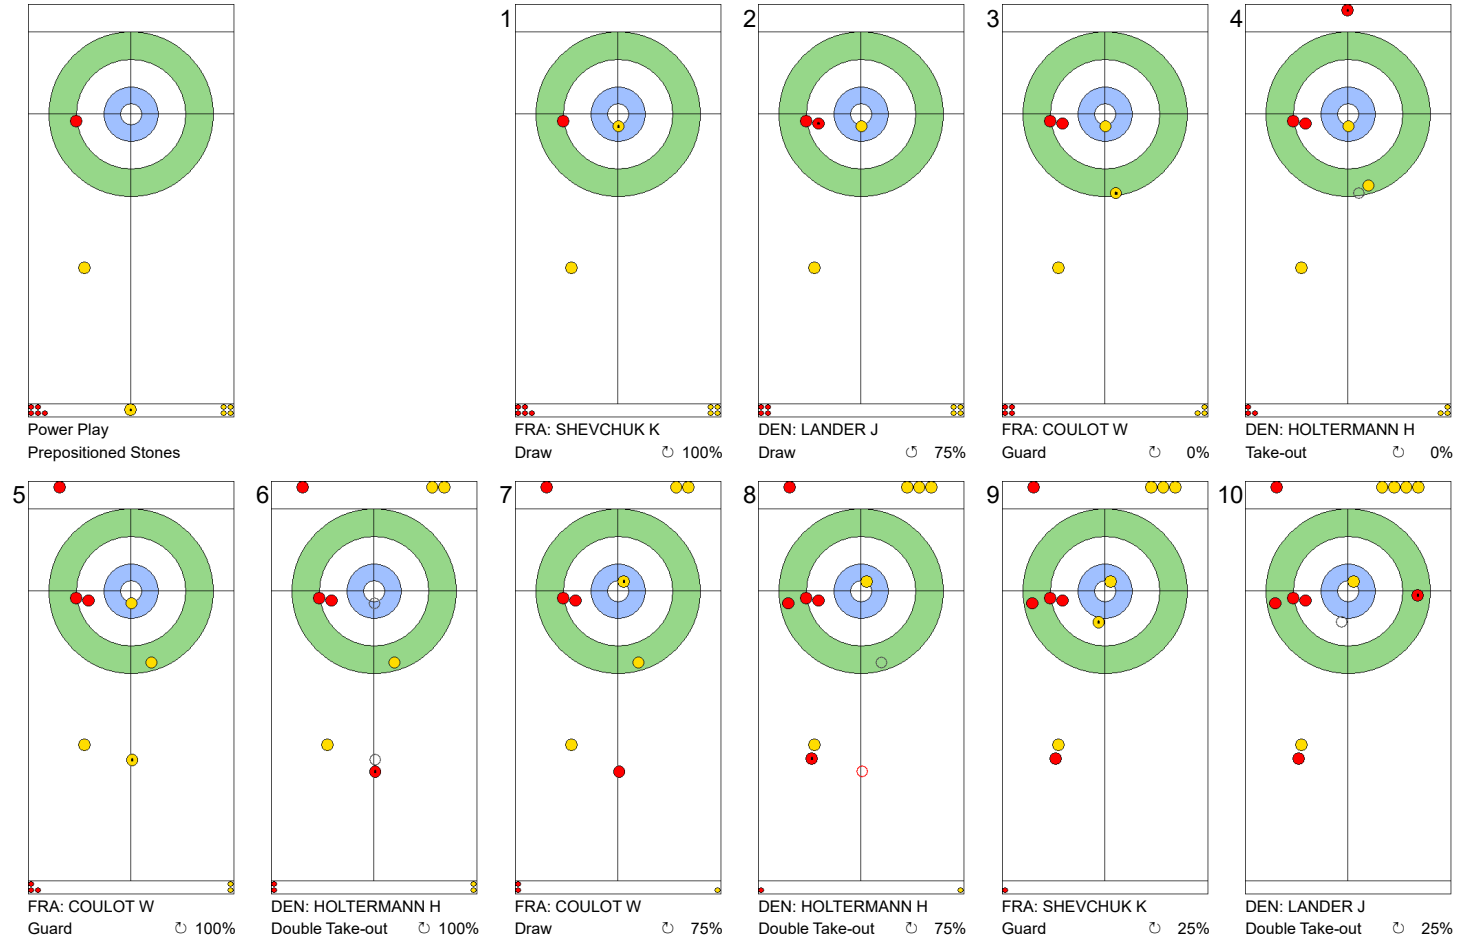 Power Play
Prepositioned Stones
1
FRA: SHEVCHUK K
Draw 100%
2
DEN: LANDER J
Draw 75%
3
FRA: COULOT W
Guard 0%
4
DEN: HOLTERMANN H
Take-out 0%
5
FRA: COULOT W
Guard 100%
6
DEN: HOLTERMANN H
Double Take-out 100%
7
FRA: COULOT W
Draw 75%
8
DEN: HOLTERMANN H
Double Take-out 75%
9
FRA: SHEVCHUK K
Guard 25%
10
DEN: LANDER J
Double Take-out 25%